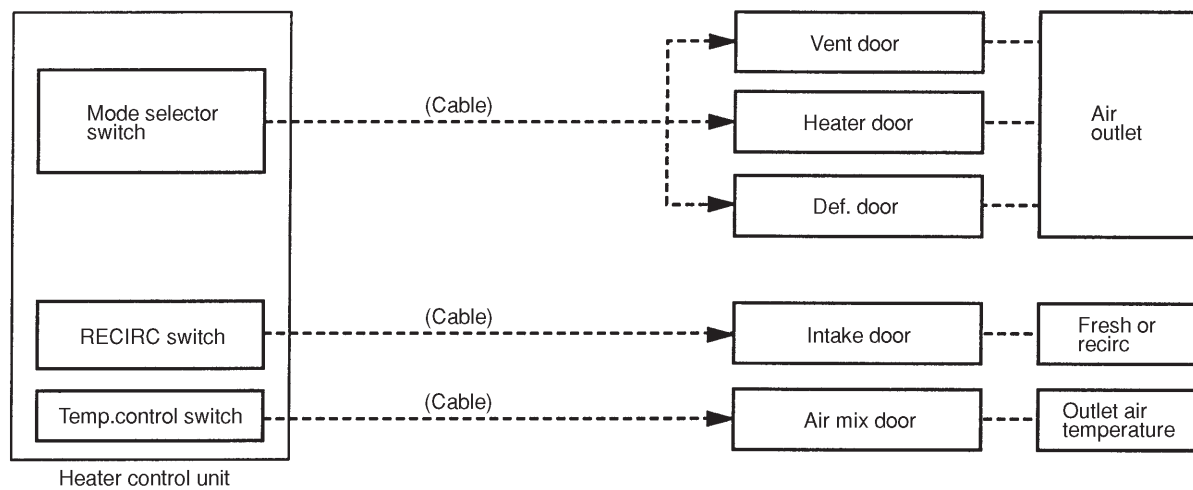 Mode selector
switch
(Cable)
Vent door
Heater door
Def. door
Air
outlet
RECIRC switch
(Cable)
Intake door
Fresh or
recirc
Temp.control switch
(Cable)
Air mix door
Outlet air
temperature
Heater control unit